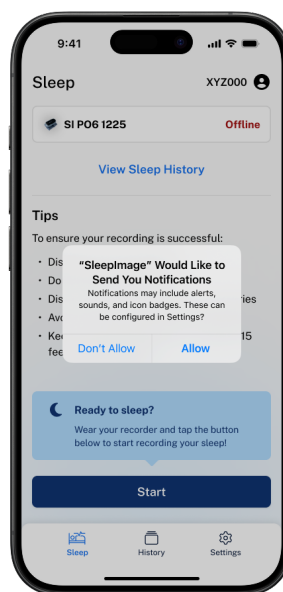 9:41
Sleep XYZ000
SI PO6 1225 Offline
View Sleep History
Tips
To ensure your recording is successful:
• Dis
• Do
• Dis ries
• Avo
• Kee 15
fee
"SleepImage" Would Like to
Send You Notifications
Notifications may include alerts,
sounds, and icon badges. These can
be configured in Settings?
Don't Allow Allow
Ready to sleep?
Wear your recorder and tap the button
below to start recording your sleep!
Start
Sleep History Settings